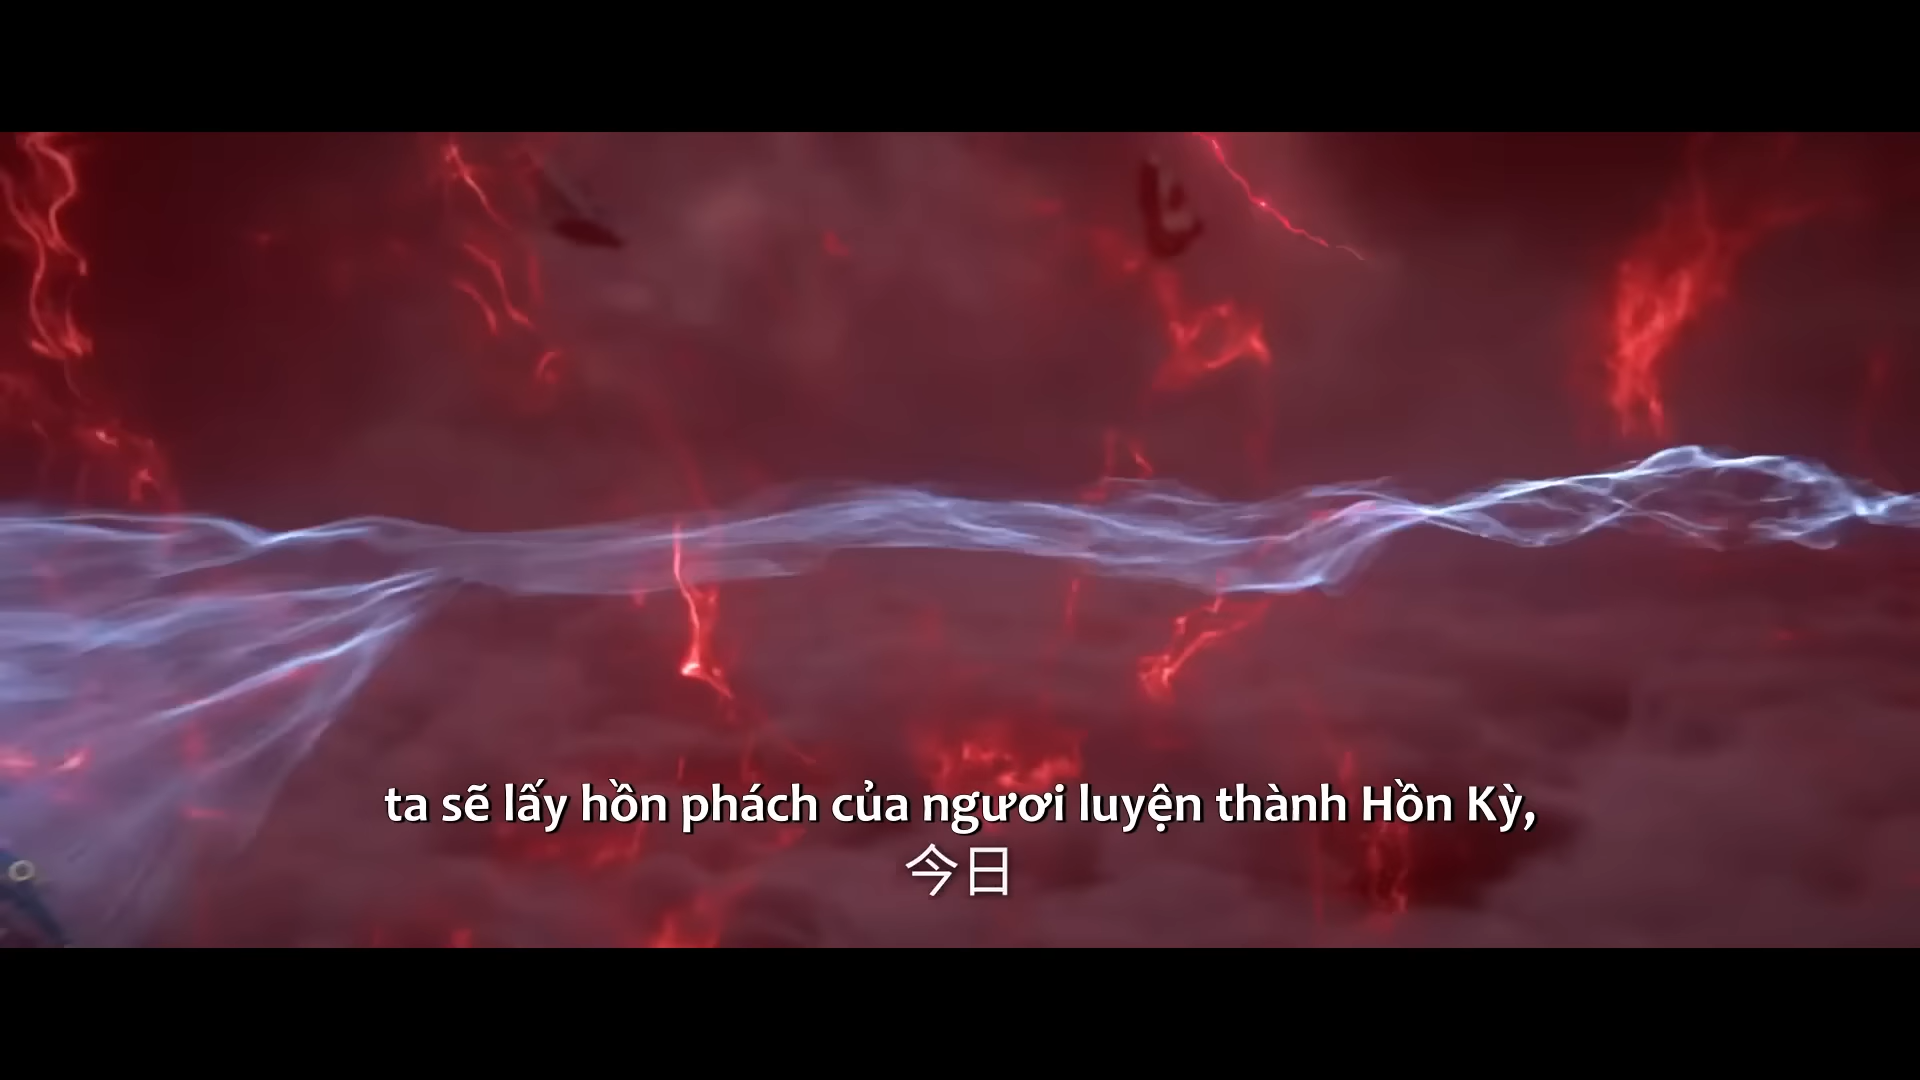 ta sẽ lấy hồn phách của ngươi luyện thành Hồn Kỳ,
今日